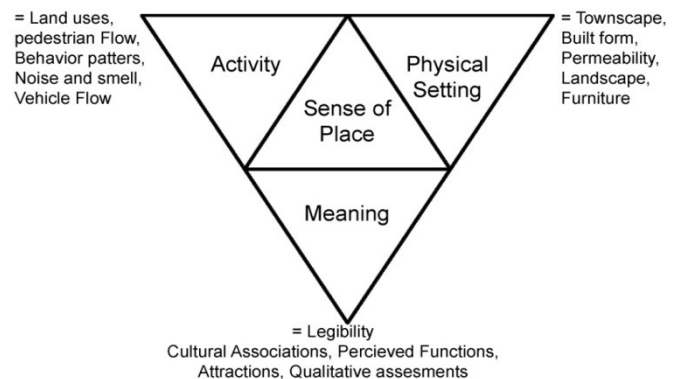 = Land uses,
pedestrian Flow,
Behavior patters,
Noise and smell,
Vehicle Flow
Activity
Sense of
Place
Physical
Setting
= Townscape,
Built form,
Permeability,
Landscape,
Furniture
Meaning
= Legibility
Cultural Associations, Percieved Functions,
Attractions, Qualitative assesments